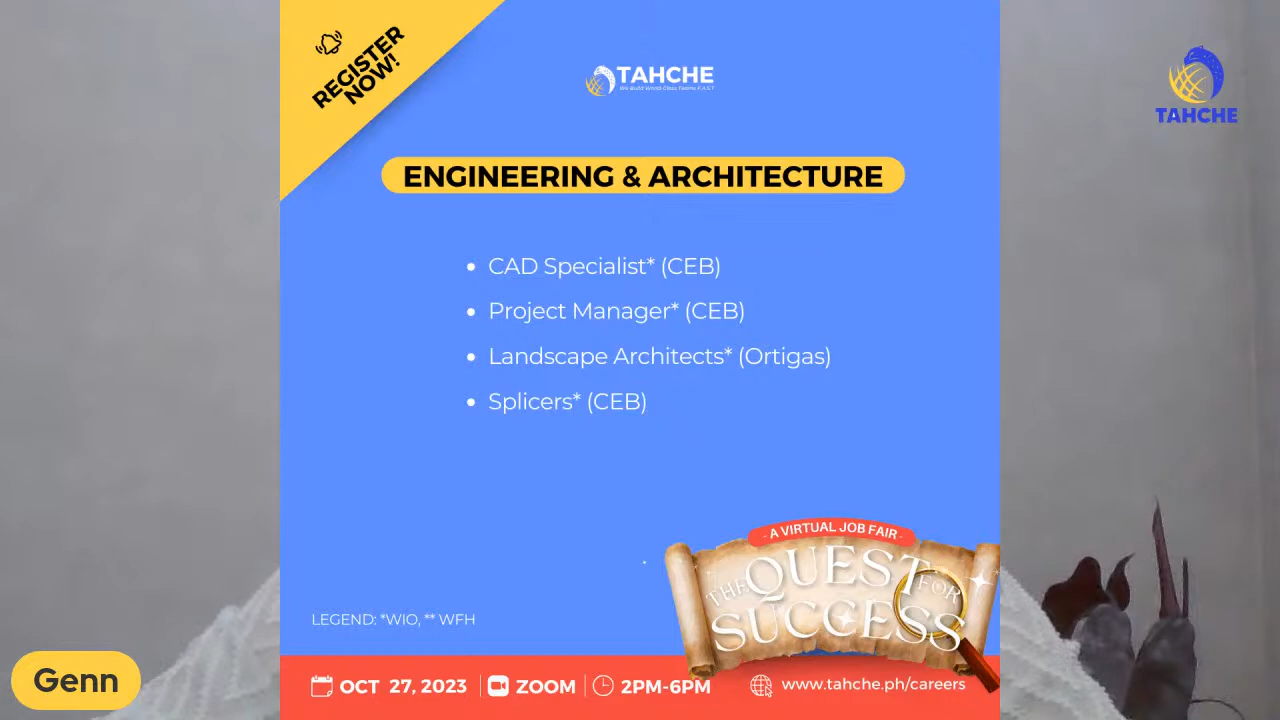 REGISTER
NOW!
TAHCHE
We Build World-Class Teams F.A.S.T
TAHCHE
ENGINEERING & ARCHITECTURE
• CAD Specialist* (CEB)
• Project Manager* (CEB)
• Landscape Architects* (Ortigas)
• Splicers* (CEB)
- A VIRTUAL JOB FAIR -
THE QUEST FOR
SUCCESS
LEGEND: *WIO, ** WFH
Genn
OCT 27, 2023 | ZOOM | 2PM-6PM www.tahche.ph/careers